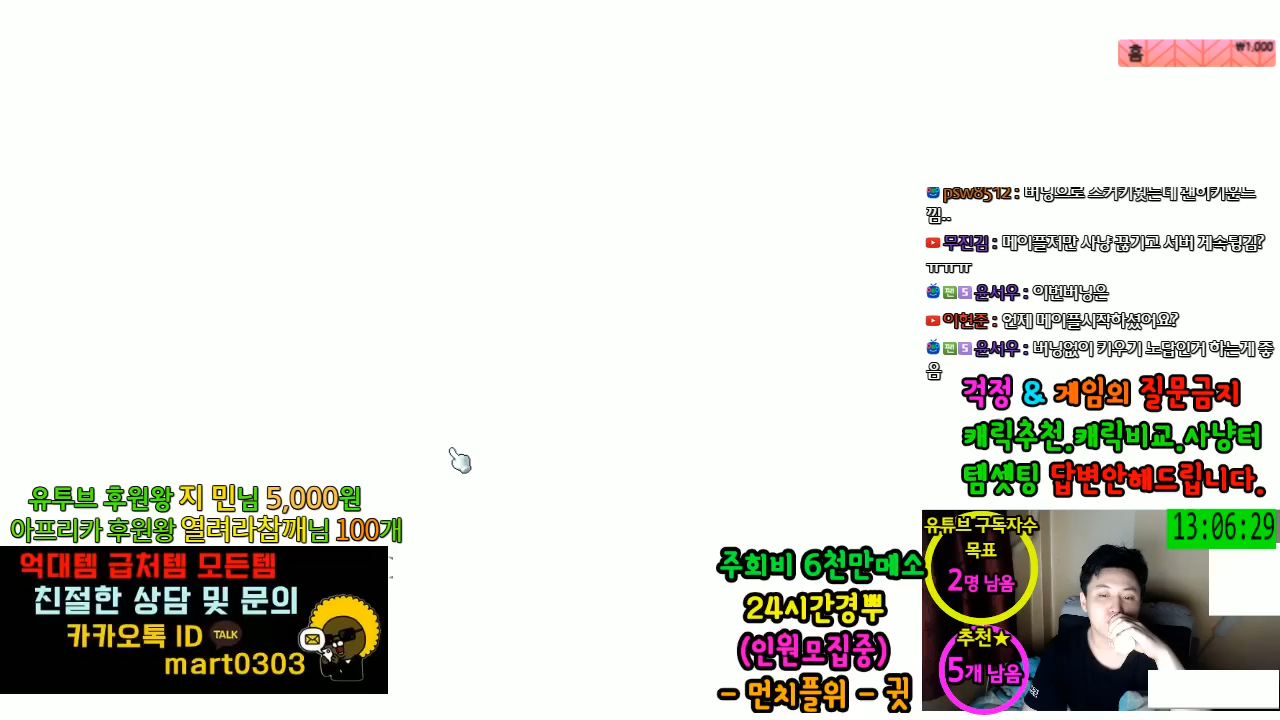 홈
₩1,000
psw8512 : 버닝으로 스커키웠는데 괜히키운느
낌..
무진김 : 메이플저만 사냥 끊기고 서버 계속튕김?
ㅠㅠㅠ
팬 S 윤서우 : 이번버닝은
이현준 : 언제 메이플시작하셨어요?
팬 S 윤서우 : 버닝없이 키우기 노답인거 하는게 좋
음
걱정 & 게임외 질문금지
캐릭추천.캐릭비교.사냥터
템셋팅 답변안해드립니다.
유투브 후원왕 지 민님 5,000원
아프리카 후원왕 열려라참깨님 100개
억대템 급처템 모든템
친절한 상담 및 문의
카카오톡 ID TALK
mart0303
주회비 6천만메소
24시간경뿌
(인원모집중)
- 먼치플위 - 귓
유튜브 구독자수
목표
2명 남음
추천★
5개 남음
13:06:29